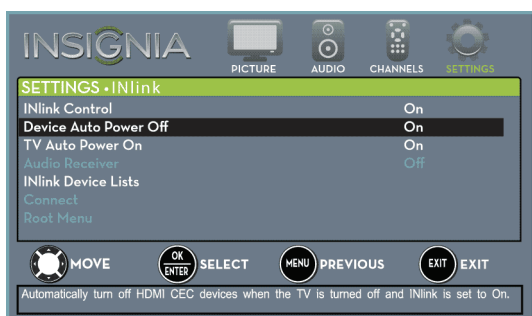 INSIGNIA
PICTURE AUDIO CHANNELS SETTINGS
SETTINGS • INlink
INlink Control On
Device Auto Power Off On
TV Auto Power On On
Audio Receiver Off
INlink Device Lists
Connect
Root Menu
MOVE OK ENTER SELECT MENU PREVIOUS EXIT EXIT
Automatically turn off HDMI CEC devices when the TV is turned off and INlink is set to On.